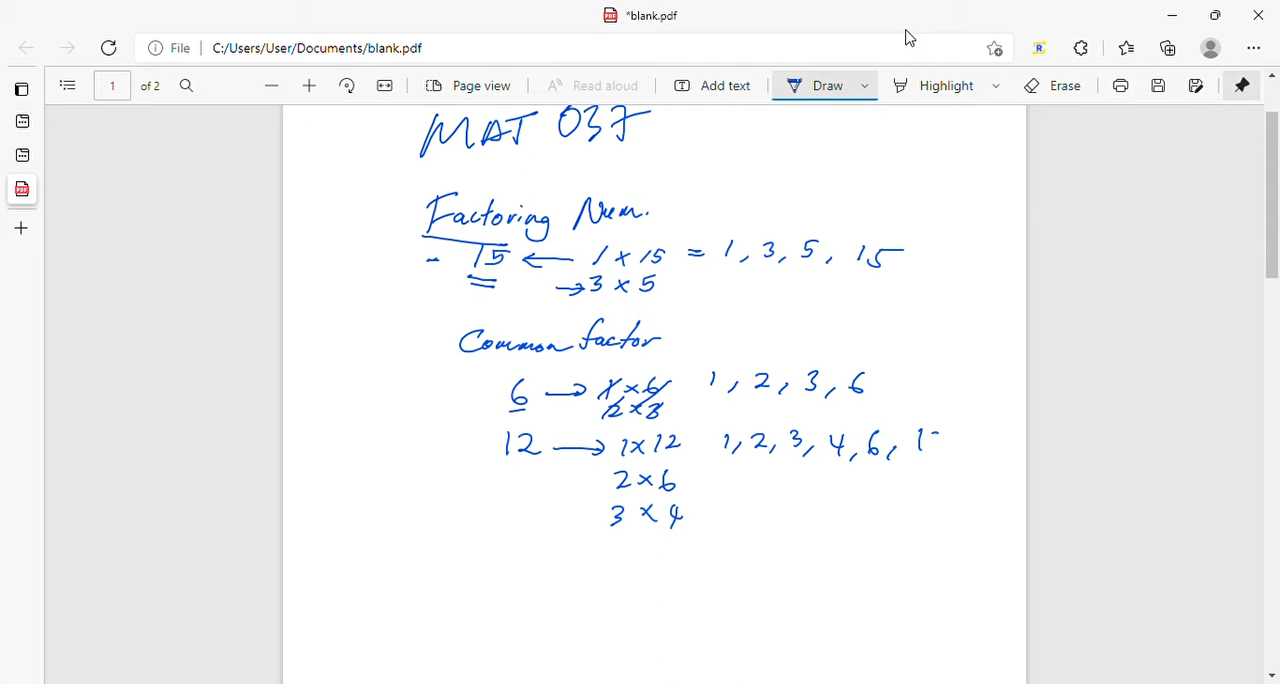 *blank.pdf
File C:/Users/User/Documents/blank.pdf
1 of 2 Page view Read aloud Add text Draw Highlight Erase
MAT 037
Factoring Num.
- 15 ← 1 x 15 = 1, 3, 5, 15
→ 3 x 5
Common factor
6 → 1 x 6 1, 2, 3, 6
2 x 3
12 → 1 x 12 1, 2, 3, 4, 6, 1
2 x 6
3 x 4